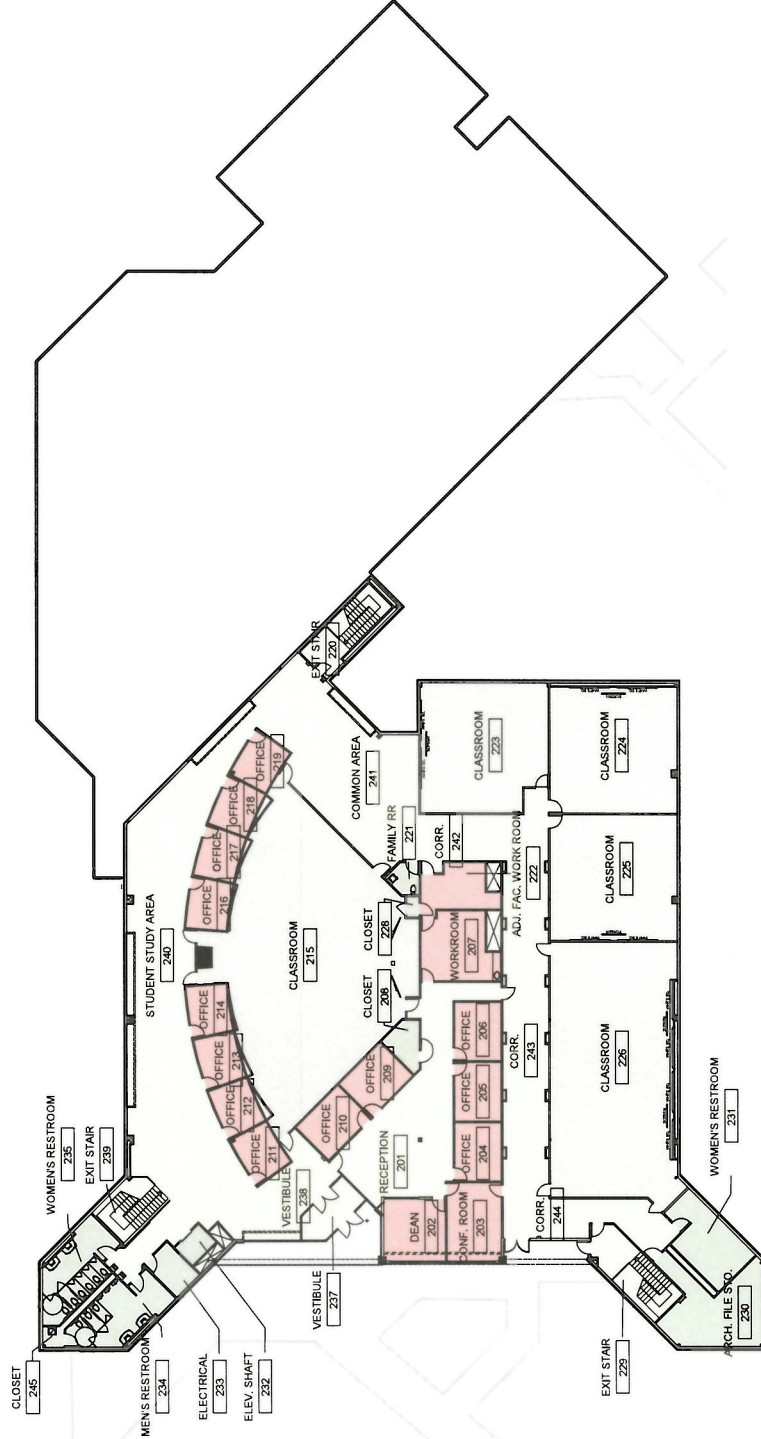 CLOSET
245
MEN'S RESTROOM
234
ELECTRICAL
233
ELEV. SHAFT
232
WOMEN'S RESTROOM
235
EXIT STAIR
239
VESTIBULE
237
VESTIBULE
238
STUDENT STUDY AREA
240
OFFICE
211
OFFICE
212
OFFICE
213
OFFICE
214
OFFICE
216
OFFICE
217
OFFICE
218
OFFICE
219
CLASSROOM
215
OFFICE
210
OFFICE
209
CLOSET
208
CLOSET
228
FAMILY RR
221
COMMON AREA
241
EXIT STAIR
220
RECEPTION
201
DEAN
202
CONF. ROOM
203
OFFICE
204
OFFICE
205
OFFICE
206
WORKROOM
207
CORR.
242
ADJ. FAC. WORK ROOM
222
CORR.
243
CORR.
244
CLASSROOM
223
CLASSROOM
224
CLASSROOM
225
CLASSROOM
226
EXIT STAIR
229
ARCH. FILE STO.
230
WOMEN'S RESTROOM
231